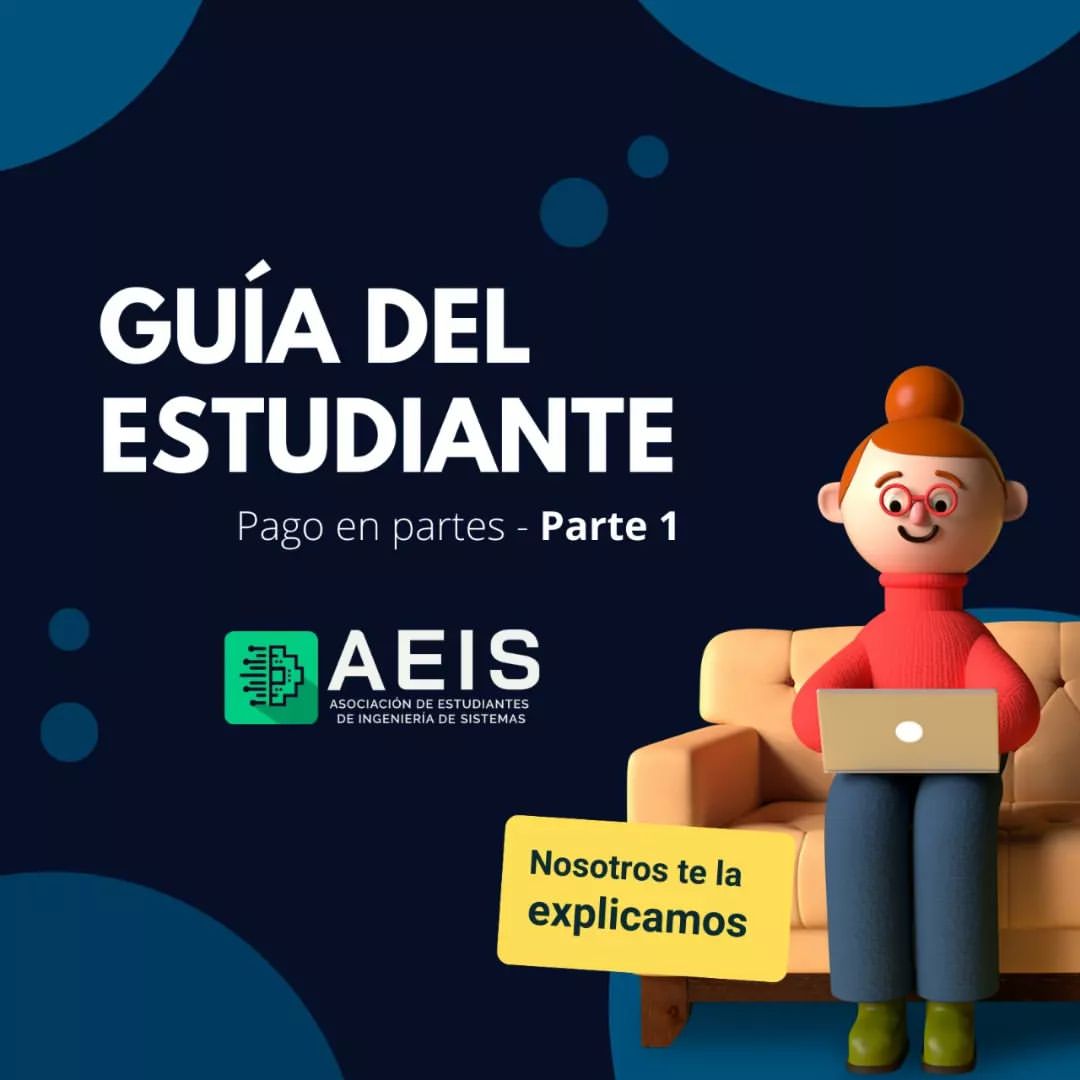 GUÍA DEL
ESTUDIANTE
Pago en partes - Parte 1
AEIS
ASOCIACIÓN DE ESTUDIANTES
DE INGENIERÍA DE SISTEMAS
Nosotros te la
explicamos